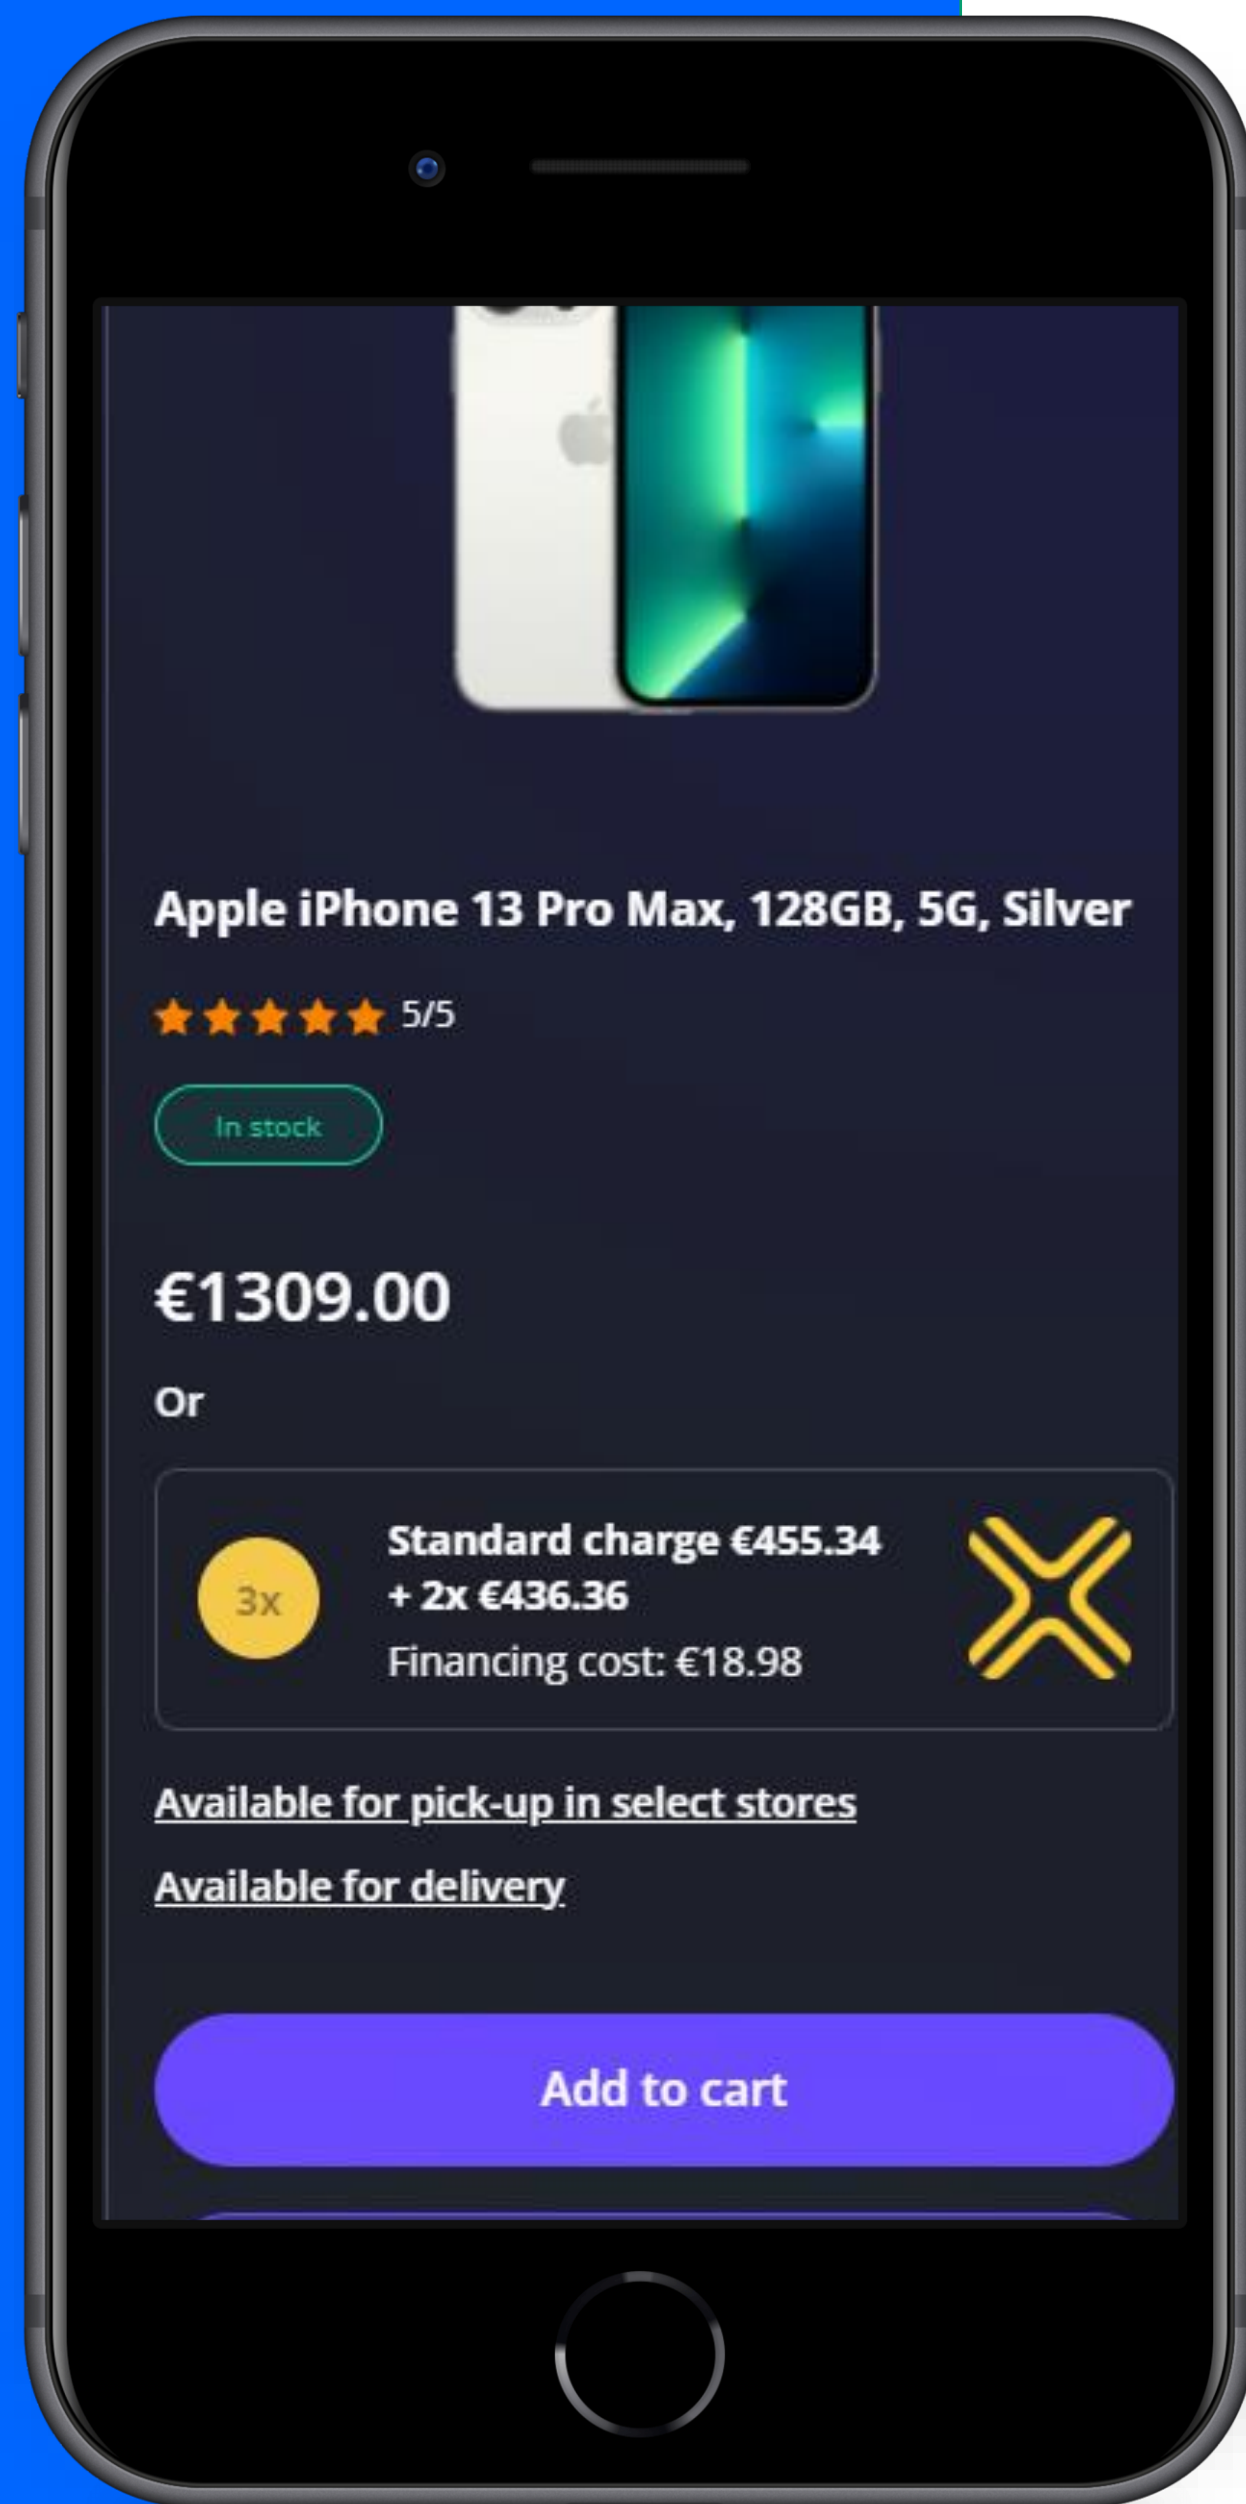 Apple iPhone 13 Pro Max, 128GB, 5G, Silver
5/5
In stock
€1309.00
Or
3x
Standard charge €455.34
+ 2x €436.36
Financing cost: €18.98
Available for pick-up in select stores
Available for delivery
Add to cart